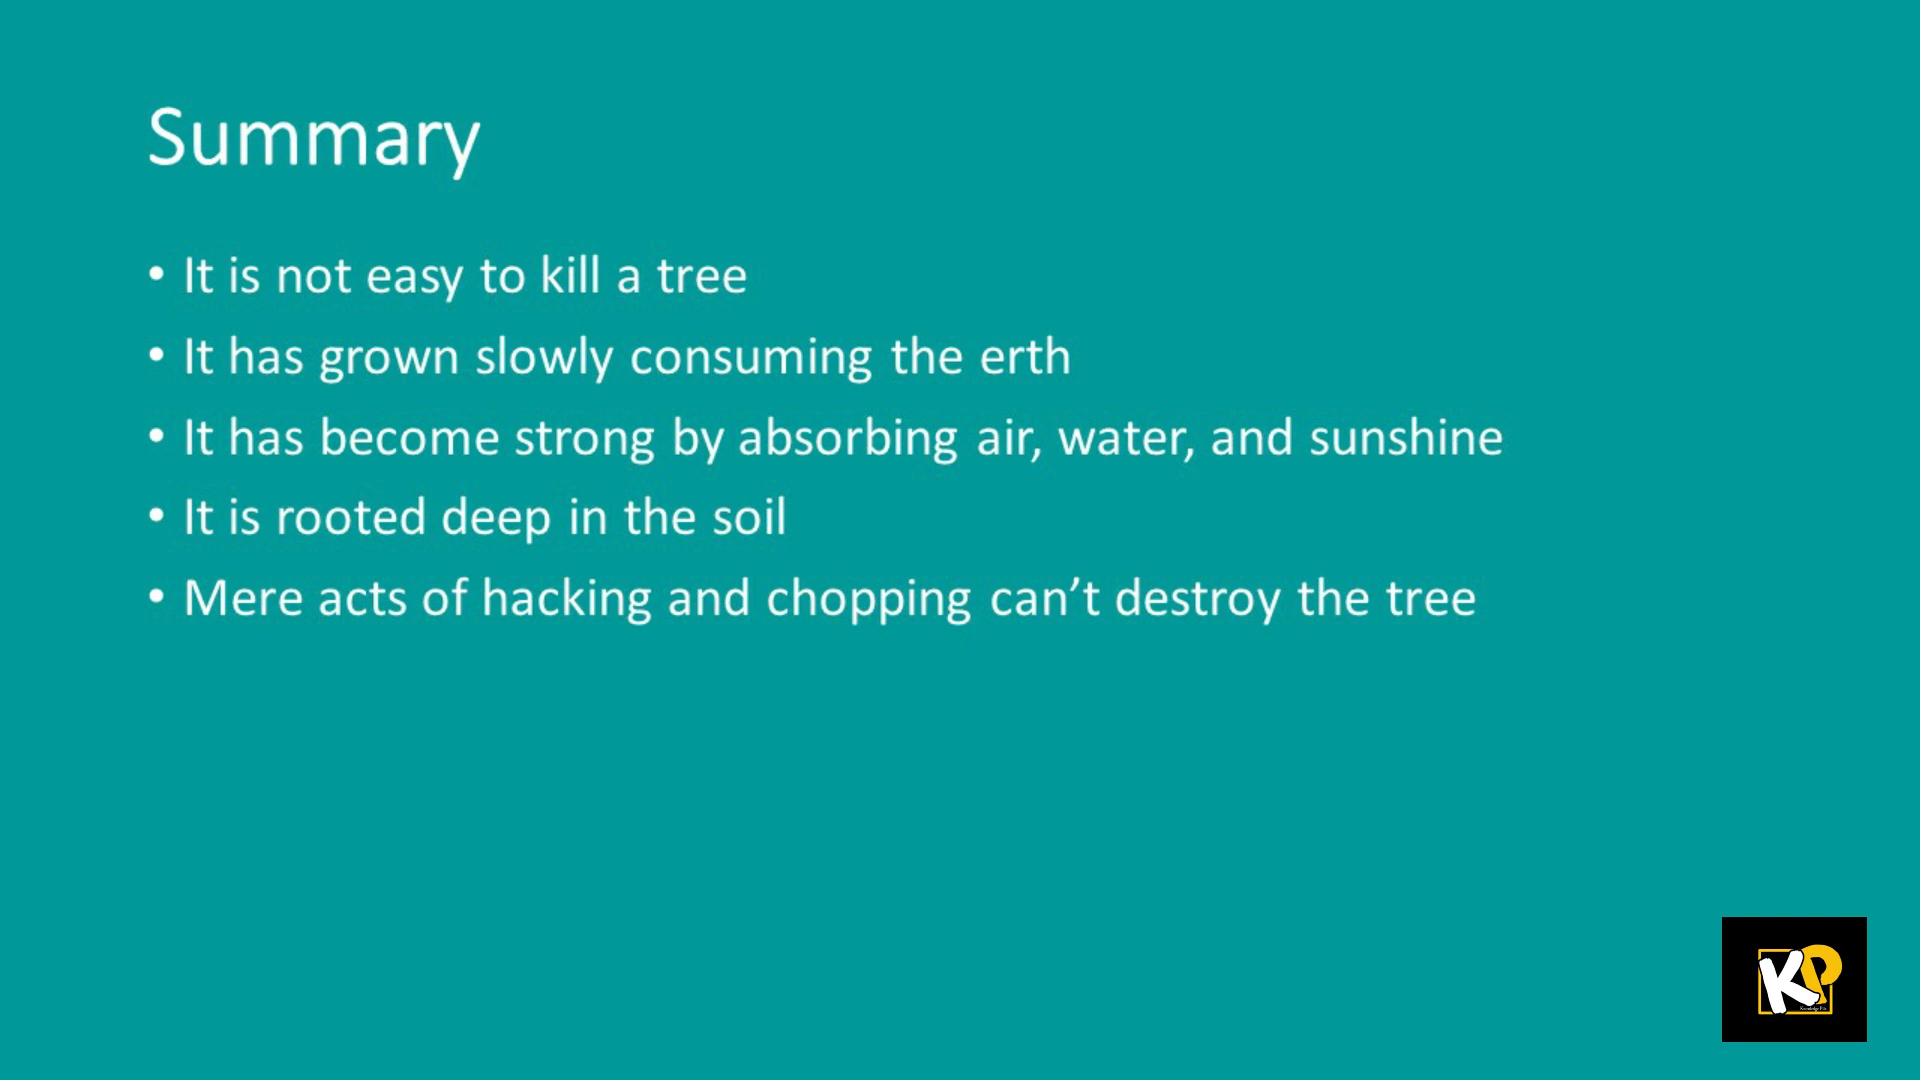 Summary
• It is not easy to kill a tree
• It has grown slowly consuming the erth
• It has become strong by absorbing air, water, and sunshine
• It is rooted deep in the soil
• Mere acts of hacking and chopping can’t destroy the tree
KP